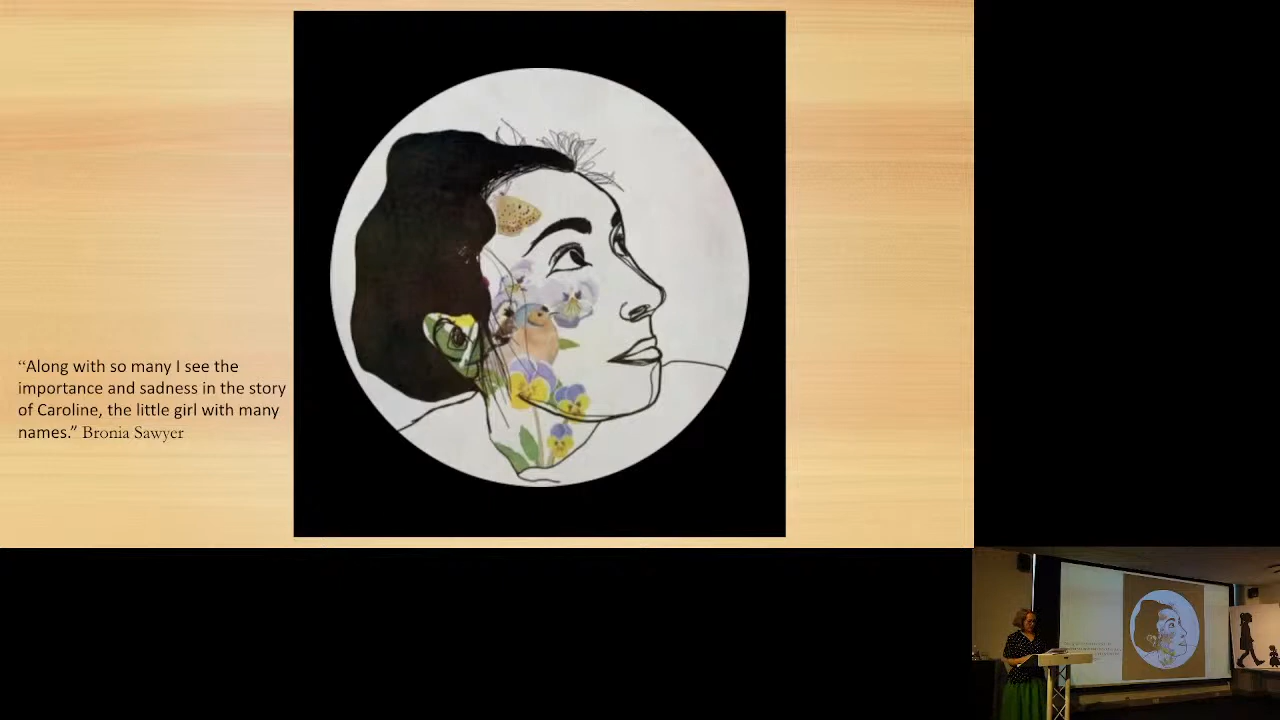 “Along with so many I see the
importance and sadness in the story
of Caroline, the little girl with many
names.” Bronia Sawyer